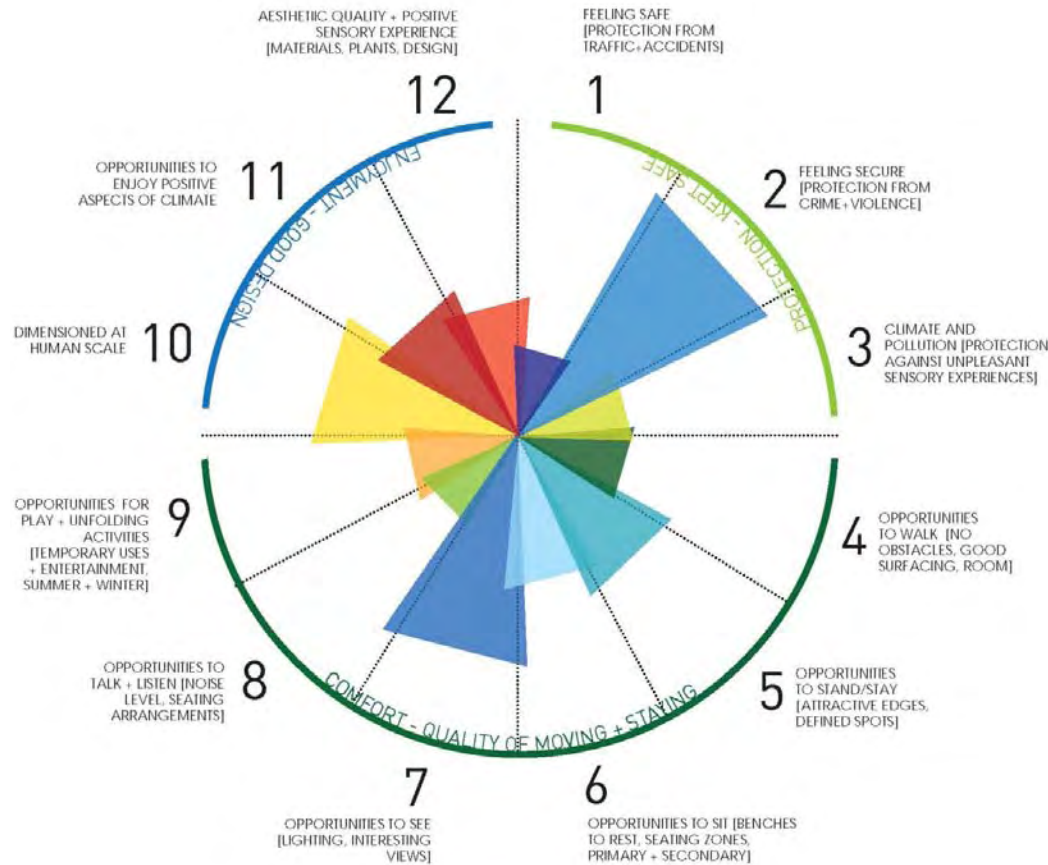 AESTHETIC QUALITY + POSITIVE
SENSORY EXPERIENCE
[MATERIALS, PLANTS, DESIGN]
12
FEELING SAFE
[PROTECTION FROM
TRAFFIC+ACCIDENTS]
1
FEELING SECURE
[PROTECTION FROM
CRIME+VIOLENCE]
2
CLIMATE AND
POLLUTION [PROTECTION
AGAINST UNPLEASANT
SENSORY EXPERIENCES]
3
OPPORTUNITIES
TO WALK [NO
OBSTACLES, GOOD
SURFACING, ROOM]
4
OPPORTUNITIES
TO STAND/STAY
[ATTRACTIVE EDGES,
DEFINED SPOTS]
5
6
OPPORTUNITIES TO SIT [BENCHES
TO REST, SEATING ZONES,
PRIMARY + SECONDARY]
7
OPPORTUNITIES TO SEE
[LIGHTING, INTERESTING
VIEWS]
8
OPPORTUNITIES TO
TALK + LISTEN [NOISE
LEVEL, SEATING
ARRANGEMENTS]
9
OPPORTUNITIES FOR
PLAY + UNFOLDING
ACTIVITIES
[TEMPORARY USES
+ ENTERTAINMENT,
SUMMER + WINTER]
10
DIMENSIONED AT
HUMAN SCALE
11
OPPORTUNITIES TO
ENJOY POSITIVE
ASPECTS OF CLIMATE
ENJOYMENT - GOOD DESIGN
PROTECTION - KEPT SAFE
COMFORT - QUALITY OF MOVING + STAYING